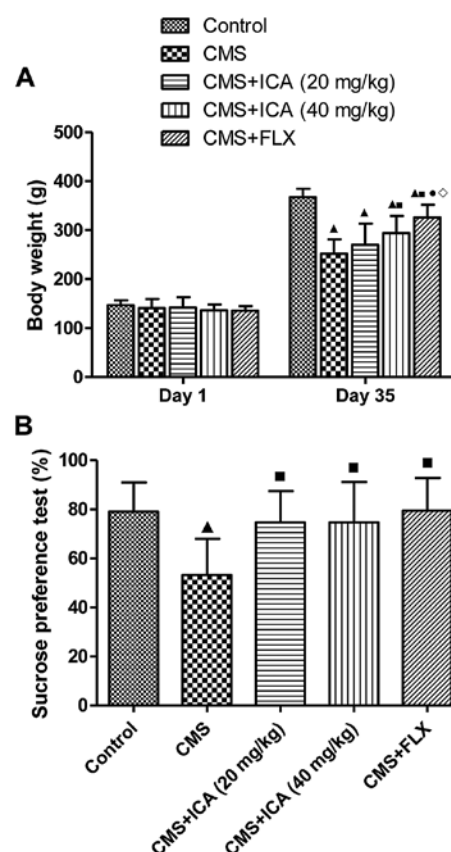 Control
CMS
CMS+ICA (20 mg/kg)
CMS+ICA (40 mg/kg)
CMS+FLX
A
Body weight (g)
500
400
300
200
100
0
Day 1
Day 35
B
Sucrose preference test (%)
100
80
60
40
20
0
Control
CMS
CMS+ICA (20 mg/kg)
CMS+ICA (40 mg/kg)
CMS+FLX